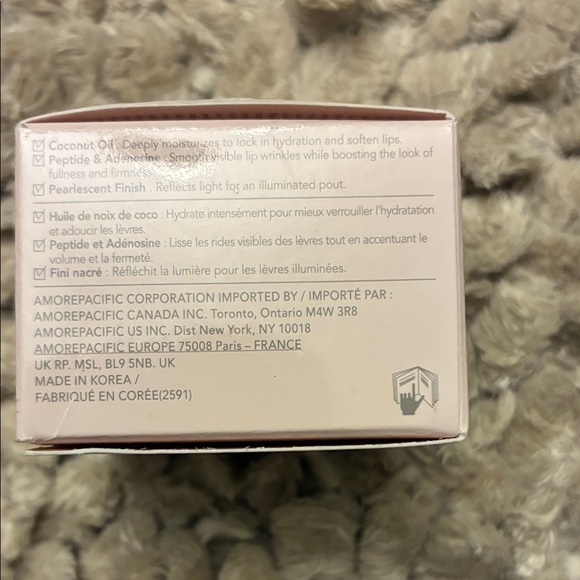 Coconut Oil : Deeply moisturizes to lock in hydration and soften lips.
Peptide & Adenosine : Smooth visible lip wrinkles while boosting the look of
fullness and firmness
Pearlescent Finish : Reflects light for an illuminated pout.
Huile de noix de coco : Hydrate intensément pour mieux verrouiller l'hydratation
et adoucir les lèvres.
Peptide et Adénosine : Lisse les rides visibles des lèvres tout en accentuant le
volume et la fermeté.
Fini nacré : Réfléchit la lumière pour les lèvres illuminées.
AMOREPACIFIC CORPORATION IMPORTED BY / IMPORTÉ PAR :
AMOREPACIFIC CANADA INC. Toronto, Ontario M4W 3R8
AMOREPACIFIC US INC. Dist New York, NY 10018
AMOREPACIFIC EUROPE 75008 Paris – FRANCE
UK RP. MSL, BL9 5NB. UK
MADE IN KOREA /
FABRIQUÉ EN CORÉE(2591)